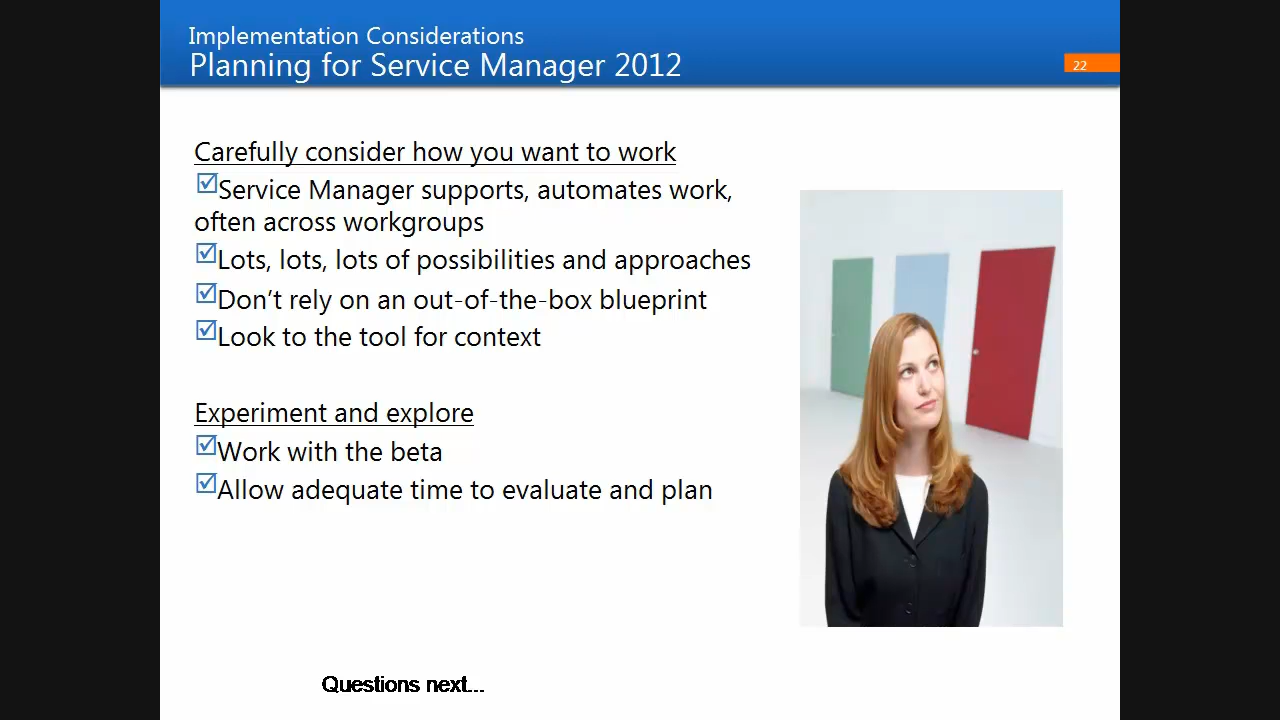 Implementation Considerations
Planning for Service Manager 2012
22
Carefully consider how you want to work
Service Manager supports, automates work,
often across workgroups
Lots, lots, lots of possibilities and approaches
Don’t rely on an out-of-the-box blueprint
Look to the tool for context
Experiment and explore
Work with the beta
Allow adequate time to evaluate and plan
Questions next...